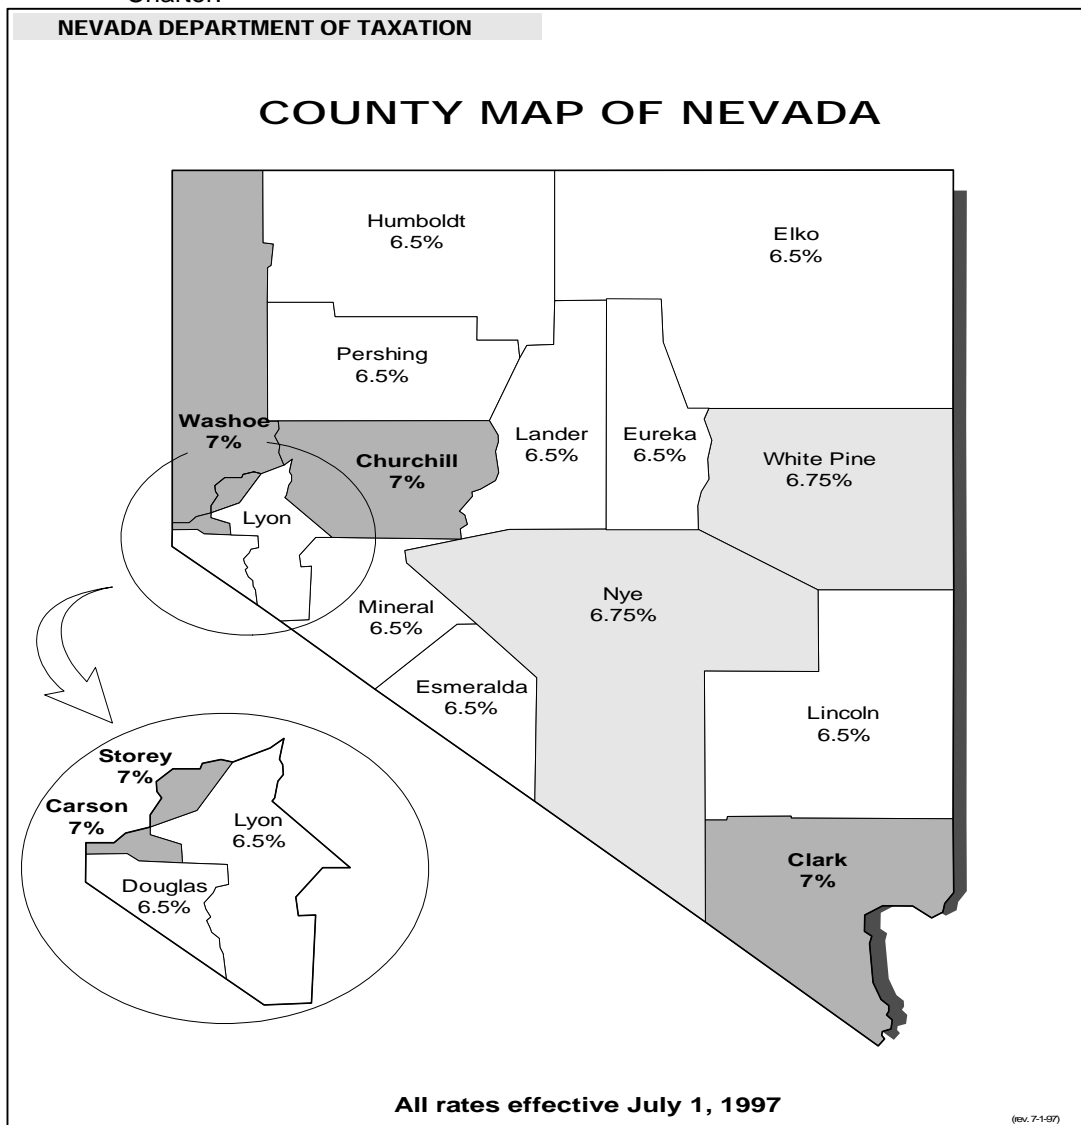 NEVADA DEPARTMENT OF TAXATION
COUNTY MAP OF NEVADA
Humboldt
6.5%
Elko
6.5%
Pershing
6.5%
Washoe
7%
Churchill
7%
Lander
6.5%
Eureka
6.5%
White Pine
6.75%
Lyon
Mineral
6.5%
Nye
6.75%
Esmeralda
6.5%
Lincoln
6.5%
Storey
7%
Carson
7%
Lyon
6.5%
Douglas
6.5%
Clark
7%
All rates effective July 1, 1997
(rev. 7-1-97)